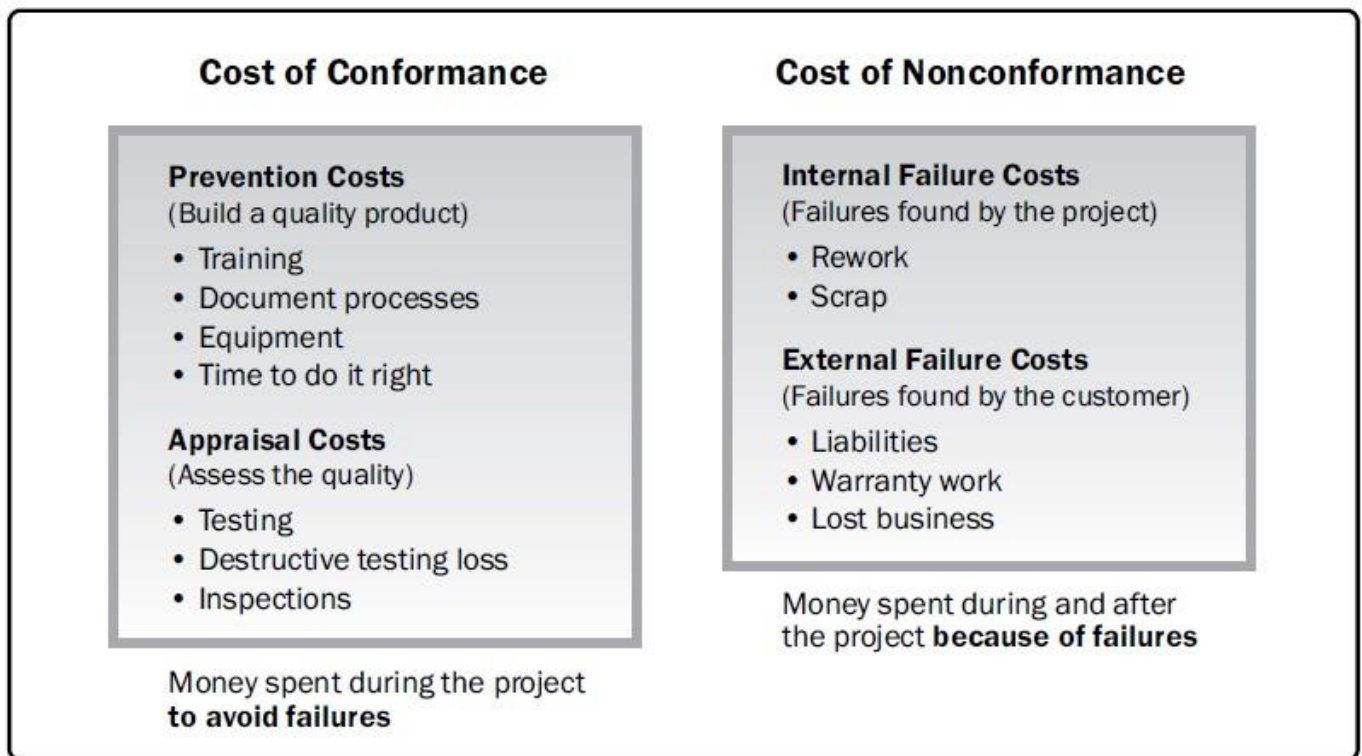 Cost of Conformance
Prevention Costs
(Build a quality product)
• Training
• Document processes
• Equipment
• Time to do it right
Appraisal Costs
(Assess the quality)
• Testing
• Destructive testing loss
• Inspections
Money spent during the project
to avoid failures
Cost of Nonconformance
Internal Failure Costs
(Failures found by the project)
• Rework
• Scrap
External Failure Costs
(Failures found by the customer)
• Liabilities
• Warranty work
• Lost business
Money spent during and after
the project because of failures